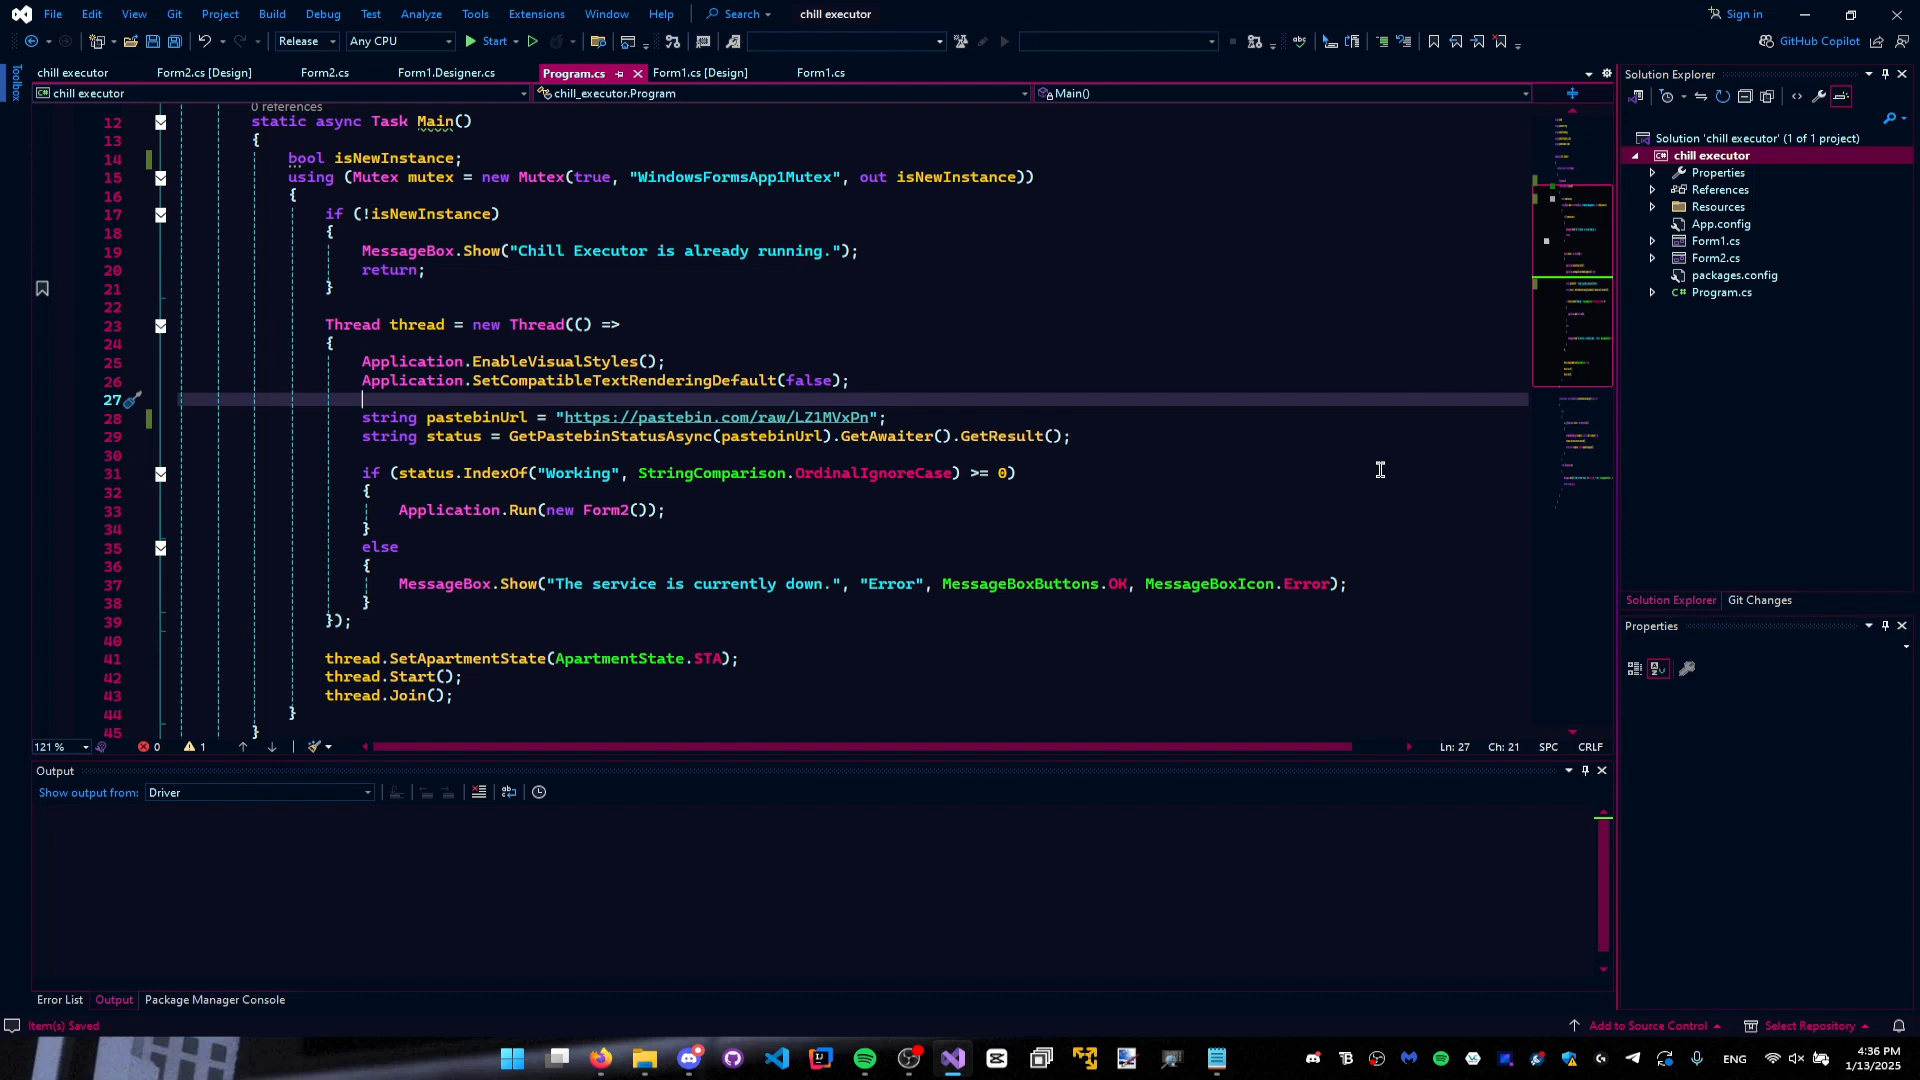 File Edit View Git Project Build Debug Test Analyze Tools Extensions Window Help Search chill executor Sign in
Release Any CPU Start GitHub Copilot
Toolbox
chill executor Form2.cs [Design] Form2.cs Form1.Designer.cs Program.cs Form1.cs [Design] Form1.cs
chill executor chill_executor.Program Main()
0 references
12 static async Task Main()
13 {
14 bool isNewInstance;
15 using (Mutex mutex = new Mutex(true, "WindowsFormsApp1Mutex", out isNewInstance))
16 {
17 if (!isNewInstance)
18 {
19 MessageBox.Show("Chill Executor is already running.");
20 return;
21 }
22
23 Thread thread = new Thread(() =>
24 {
25 Application.EnableVisualStyles();
26 Application.SetCompatibleTextRenderingDefault(false);
27
28 string pastebinUrl = "https://pastebin.com/raw/LZ1MVxPn";
29 string status = GetPastebinStatusAsync(pastebinUrl).GetAwaiter().GetResult();
30
31 if (status.IndexOf("Working", StringComparison.OrdinalIgnoreCase) >= 0)
32 {
33 Application.Run(new Form2());
34 }
35 else
36 {
37 MessageBox.Show("The service is currently down.", "Error", MessageBoxButtons.OK, MessageBoxIcon.Error);
38 }
39 });
40
41 thread.SetApartmentState(ApartmentState.STA);
42 thread.Start();
43 thread.Join();
44 }
45 }
121 % 0 1 Ln: 27 Ch: 21 SPC CRLF
Output
Show output from: Driver
Error List Output Package Manager Console
Solution Explorer
Solution 'chill executor' (1 of 1 project)
chill executor
Properties
References
Resources
App.config
Form1.cs
Form2.cs
packages.config
Program.cs
Solution Explorer Git Changes
Properties
Item(s) Saved Add to Source Control Select Repository
ENG 4:36 PM
1/13/2025